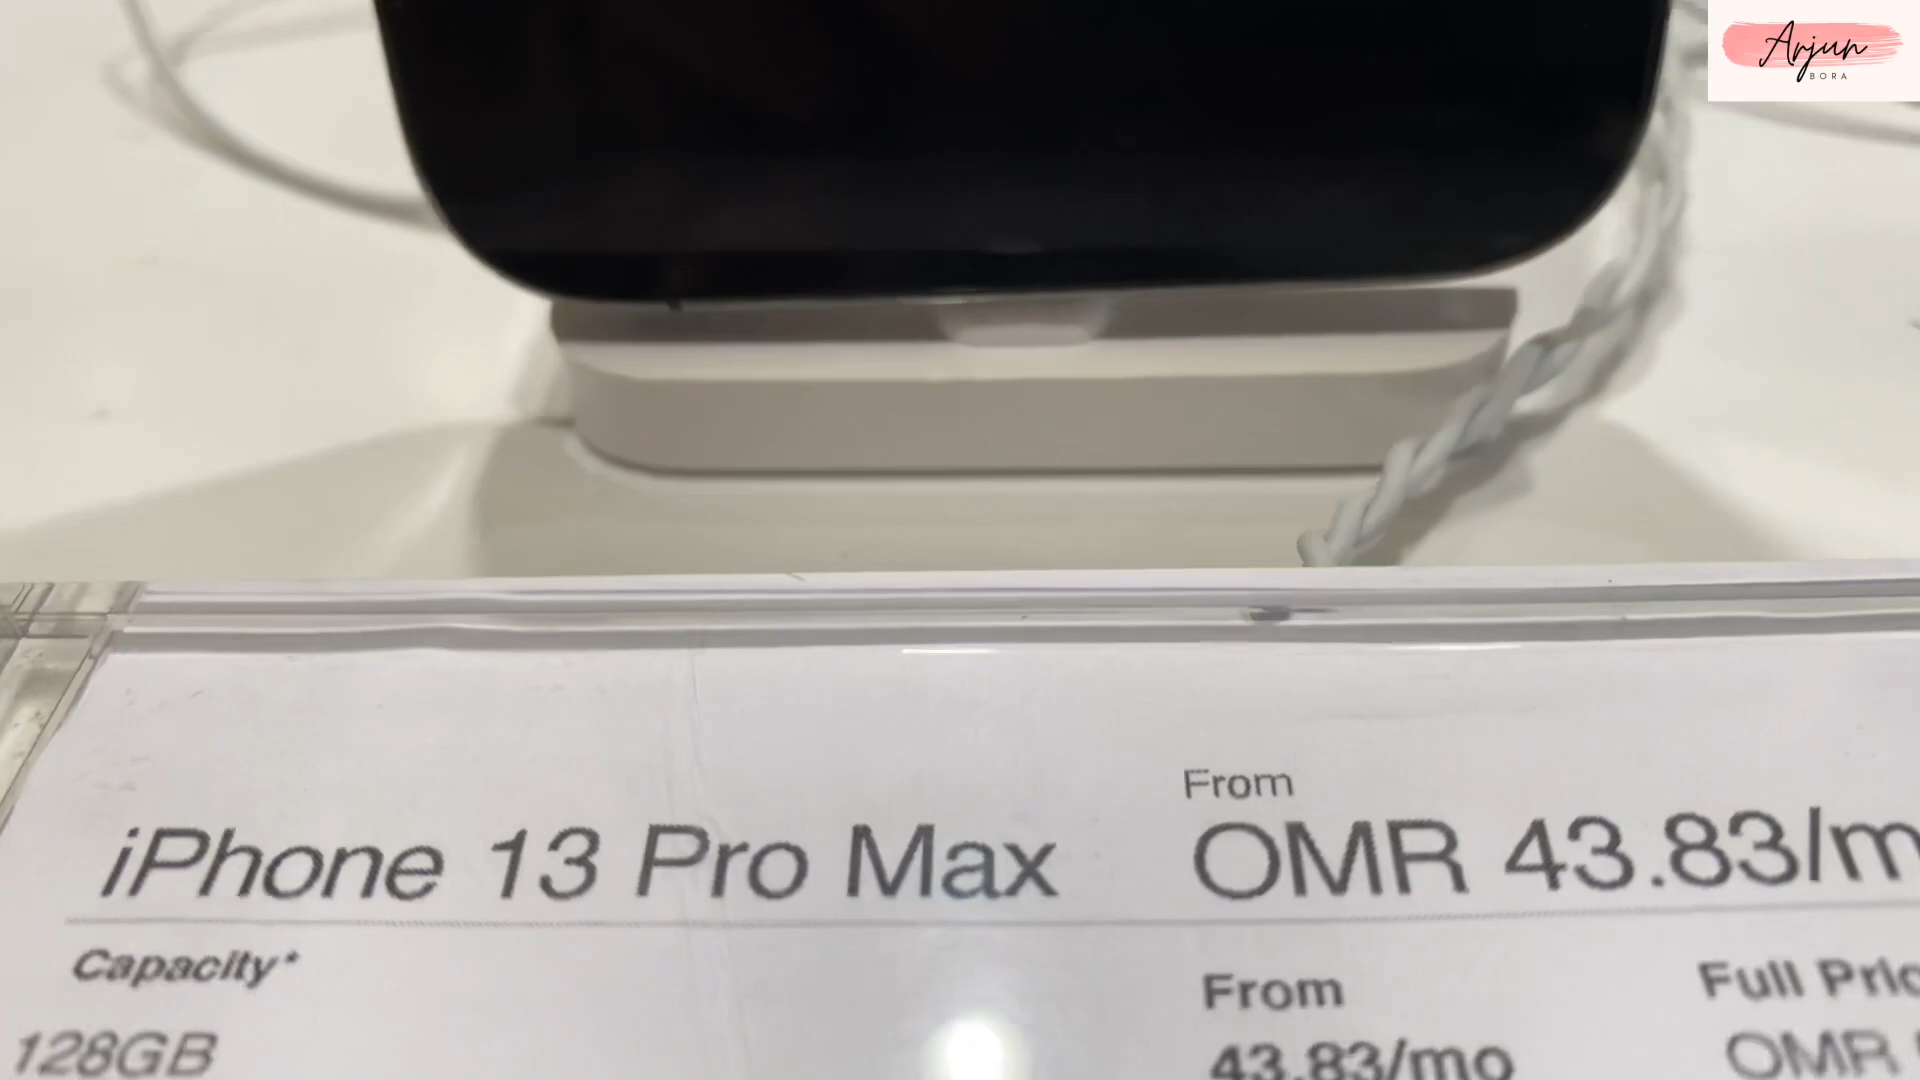 Arjun
BORA
From
iPhone 13 Pro Max OMR 43.83/m
Capacity* From Full Pric
128GB 43.83/mo OMR